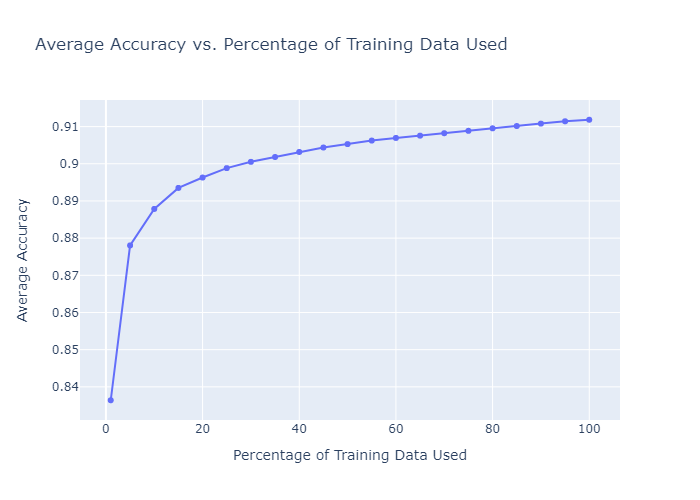 Average Accuracy vs. Percentage of Training Data Used
Average Accuracy
0.91
0.9
0.89
0.88
0.87
0.86
0.85
0.84
0 20 40 60 80 100
Percentage of Training Data Used